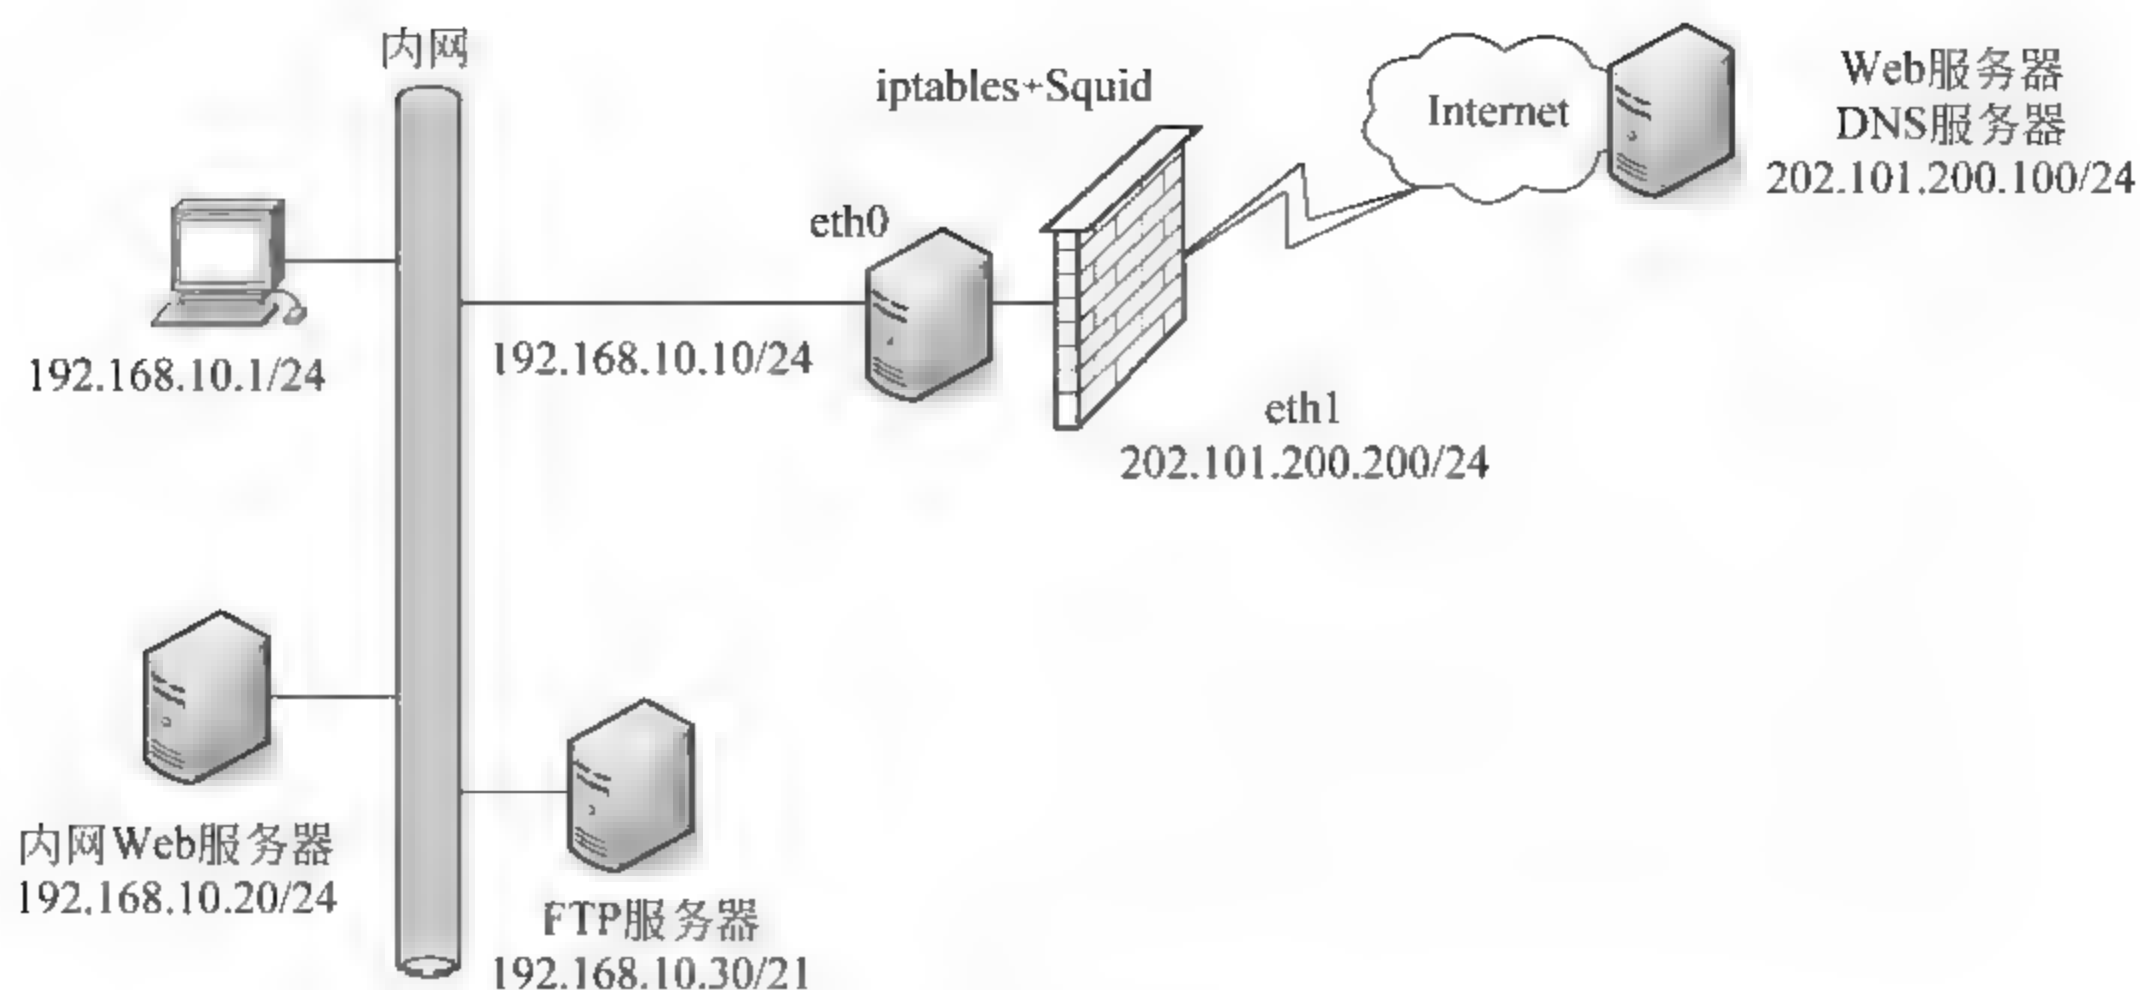 内网
iptables+Squid
Internet
Web服务器
DNS服务器
202.101.200.100/24
eth0
192.168.10.1/24
192.168.10.10/24
eth1
202.101.200.200/24
内网Web服务器
192.168.10.20/24
FTP服务器
192.168.10.30/21